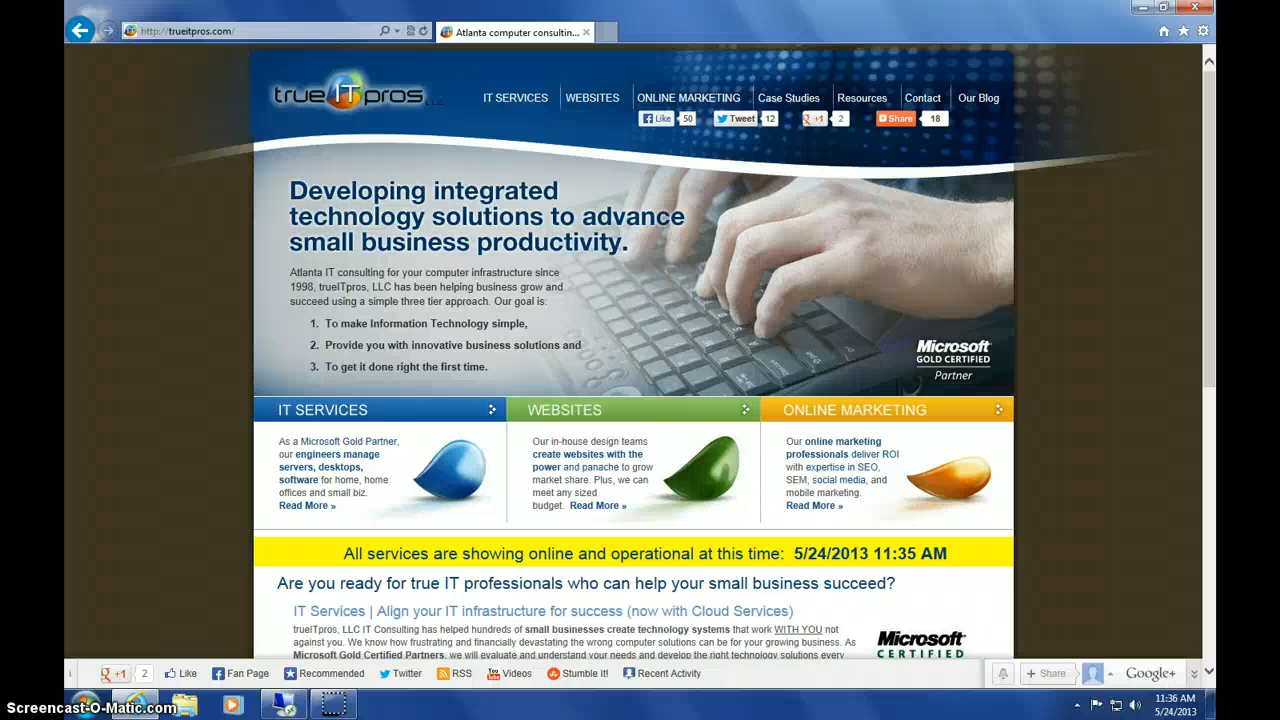 http://trueitpros.com/
Atlanta computer consultin...
trueITpros LLC
IT SERVICES
WEBSITES
ONLINE MARKETING
Case Studies
Resources
Contact
Our Blog
Like 50
Tweet 12
+1 2
Share 18
Developing integrated
technology solutions to advance
small business productivity.
Atlanta IT consulting for your computer infrastructure since
1998, trueITpros, LLC has been helping business grow and
succeed using a simple three tier approach. Our goal is:
1. To make Information Technology simple,
2. Provide you with innovative business solutions and
3. To get it done right the first time.
Microsoft
GOLD CERTIFIED
Partner
IT SERVICES
WEBSITES
ONLINE MARKETING
As a Microsoft Gold Partner,
our engineers manage
servers, desktops,
software for home, home
offices and small biz.
Read More »
Our in-house design teams
create websites with the
power and panache to grow
market share. Plus, we can
meet any sized
budget. Read More »
Our online marketing
professionals deliver ROI
with expertise in SEO,
SEM, social media, and
mobile marketing.
Read More »
All services are showing online and operational at this time: 5/24/2013 11:35 AM
Are you ready for true IT professionals who can help your small business succeed?
IT Services | Align your IT infrastructure for success (now with Cloud Services)
trueITpros, LLC IT Consulting has helped hundreds of small businesses create technology systems that work WITH YOU not
against you. We know how frustrating and financially devastating the wrong computer solutions can be for your growing business. As
Microsoft Gold Certified Partners, we will evaluate and understand your needs and develop the right technology solutions every
Microsoft
CERTIFIED
+1 2
Like
Fan Page
Recommended
Twitter
RSS
You Tube Videos
Stumble It!
Recent Activity
+ Share
Google+
11:36 AM
5/24/2013
Screencast-O-Matic.com